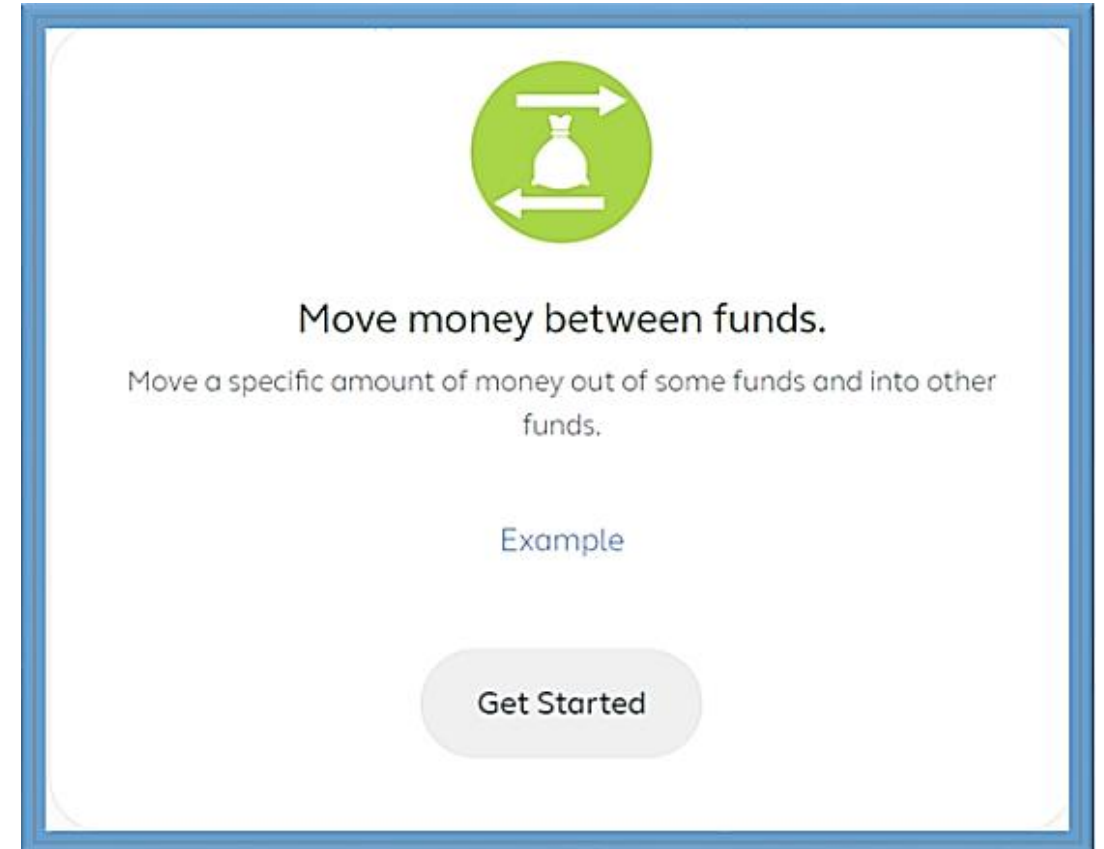 Move money between funds.
Move a specific amount of money out of some funds and into other
funds.
Example
Get Started